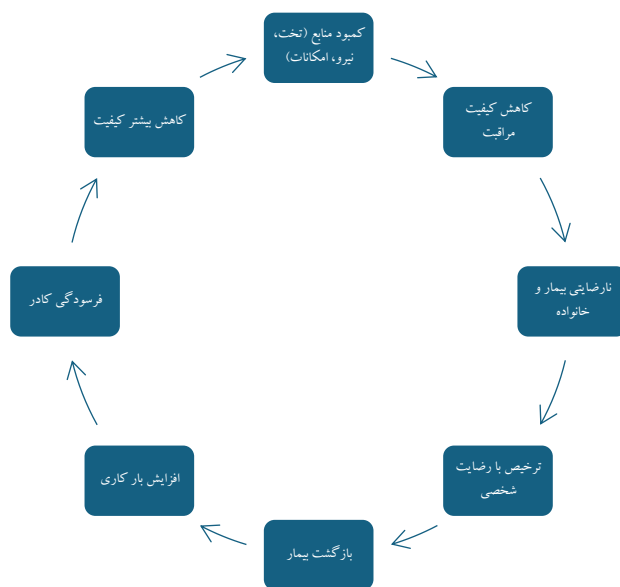 کمبود منابع (تخت،
نیرو، امکانات)
کاهش کیفیت
مراقبت
نارضایتی بیمار و
خانواده
ترخیص با رضایت
شخصی
بازگشت بیمار
افزایش بار کاری
فرسودگی کادر
کاهش بیشتر کیفیت